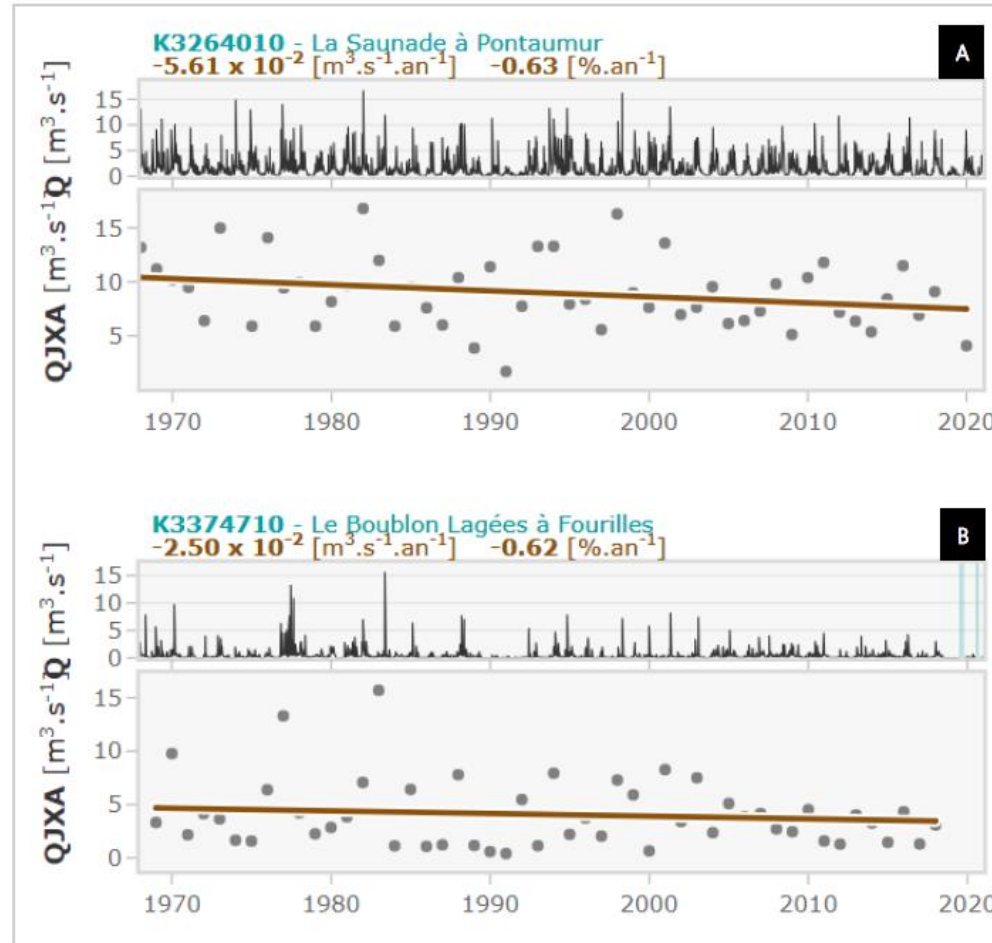 K3264010 - La Saunade à Pontaumur
A
-5.61 x 10⁻² [m³.s⁻¹.an⁻¹] -0.63 [%.an⁻¹]
Q [m³.s⁻¹]
15
10
5
0
QJXA [m³.s⁻¹]
15
10
5
1970 1980 1990 2000 2010 2020
K3374710 - Le Boublon Lagées à Fourilles
B
-2.50 x 10⁻² [m³.s⁻¹.an⁻¹] -0.62 [%.an⁻¹]
Q [m³.s⁻¹]
15
10
5
0
QJXA [m³.s⁻¹]
15
10
5
0
1970 1980 1990 2000 2010 2020